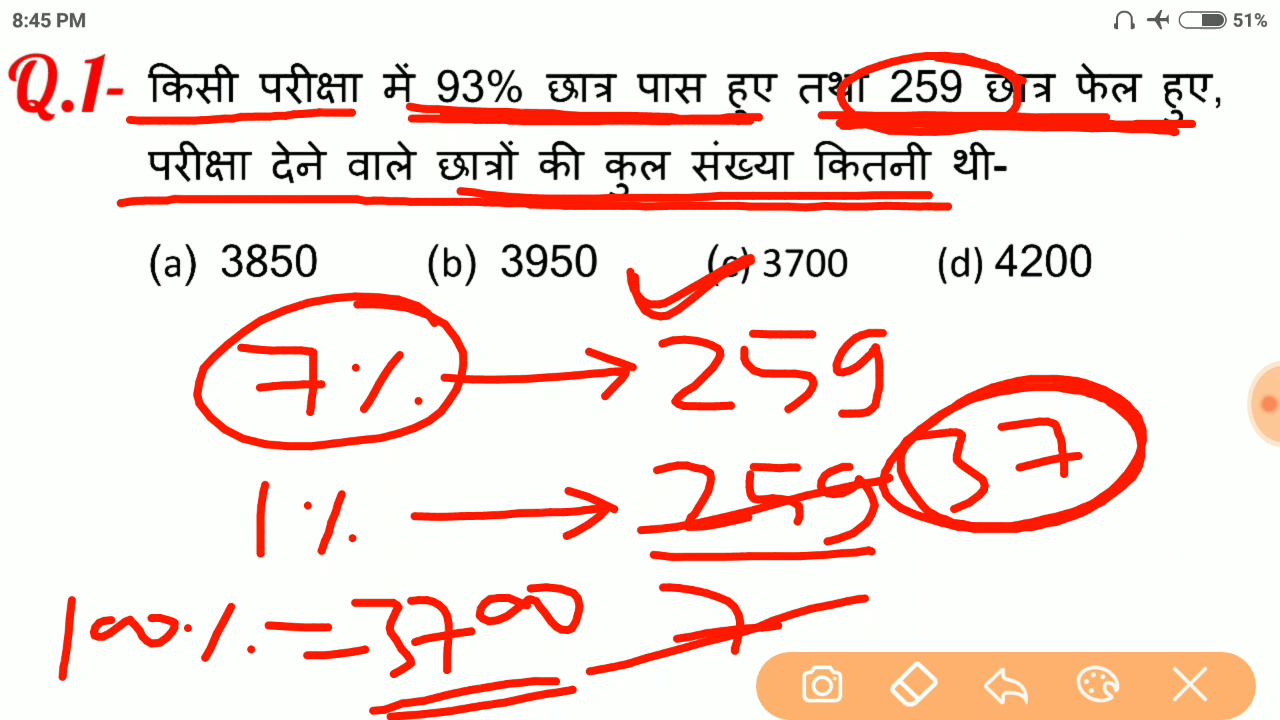 8:45 PM 51%
Q.1- किसी परीक्षा में 93% छात्र पास हुए तथा 259 छात्र फेल हुए,
परीक्षा देने वाले छात्रों की कुल संख्या कितनी थी-
(a) 3850 (b) 3950 (c) 3700 (d) 4200
7% → 259
1% → 259 37
7
100% = 3700